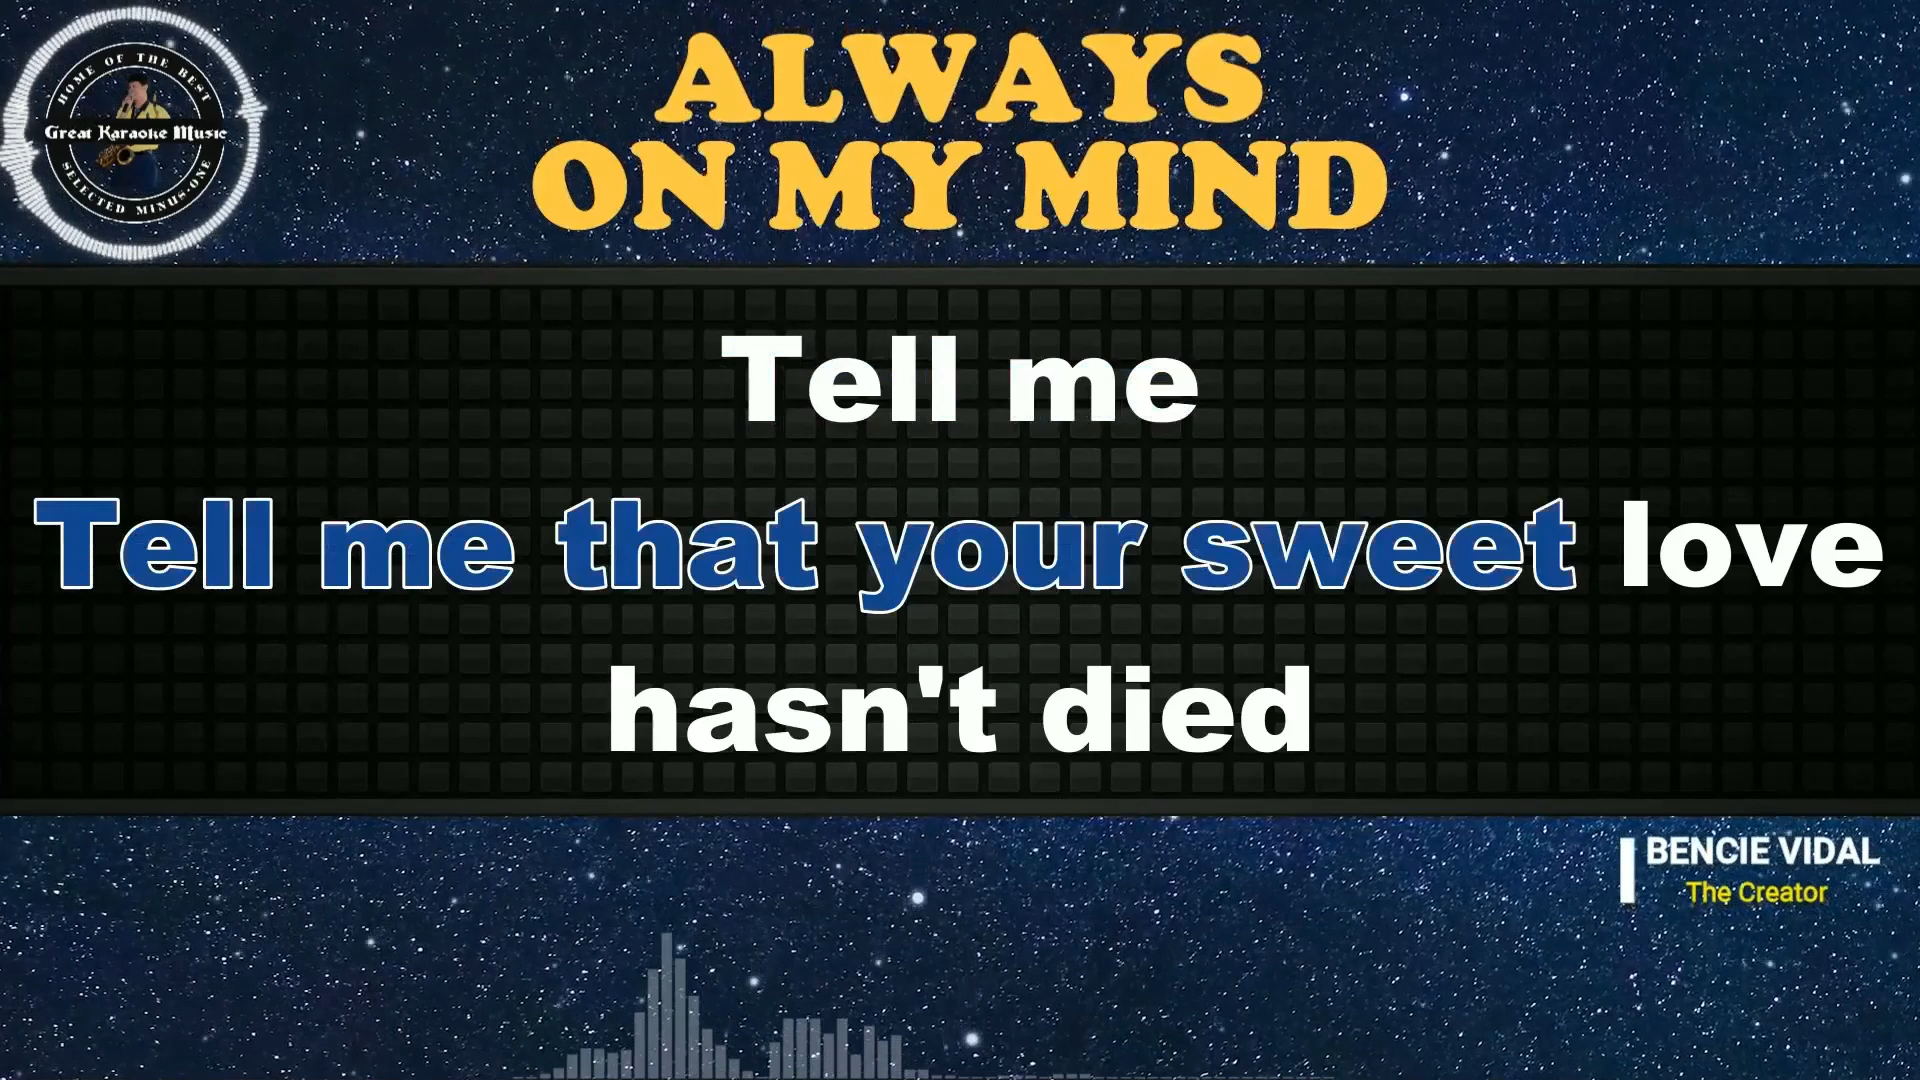 HOME OF THE BEST
Great Karaoke Music
SELECTED MINUS-ONE
ALWAYS
ON MY MIND
Tell me
Tell me that your sweet love
hasn't died
BENCIE VIDAL
The Creator